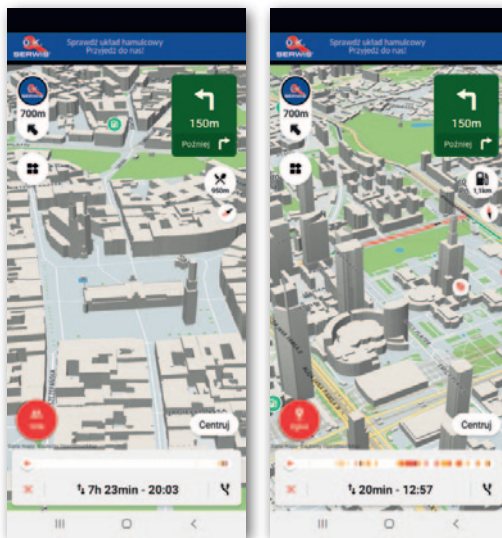 O.K.
SERWIS
Sprawdź układ hamulcowy
Przyjedź do nas!
700m
150m
Później
950m
Centruj
7h 23min - 20:03
O.K.
SERWIS
Sprawdź układ hamulcowy
Przyjedź do nas!
700m
150m
Później
1,1km
Zgłoś
Centruj
20min - 12:57